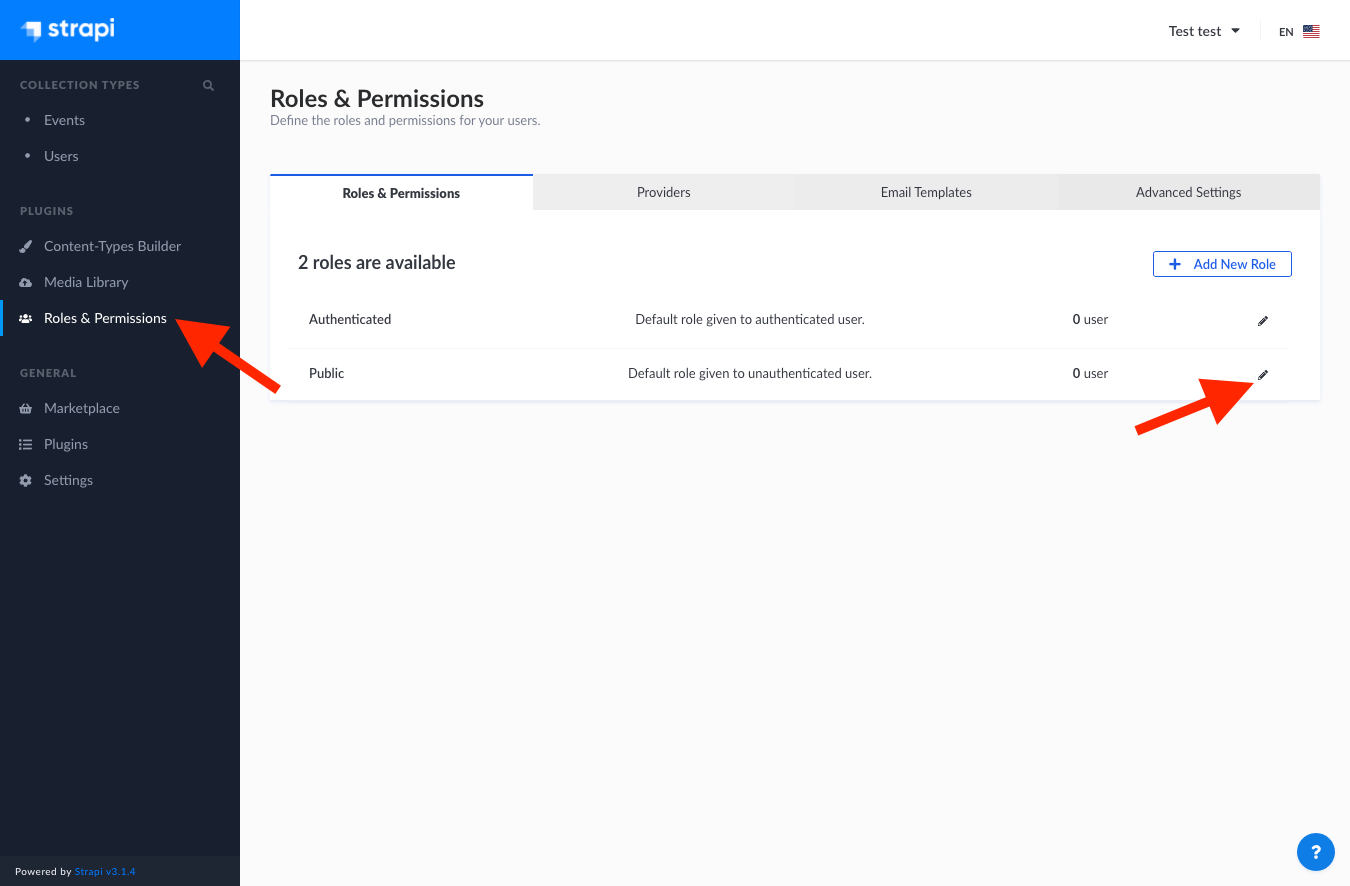 strapi
Test test
EN
COLLECTION TYPES
Events
Users
PLUGINS
Content-Types Builder
Media Library
Roles & Permissions
GENERAL
Marketplace
Plugins
Settings
Powered by Strapi v3.1.4
Roles & Permissions
Define the roles and permissions for your users.
Roles & Permissions Providers Email Templates Advanced Settings
2 roles are available
Add New Role
Authenticated Default role given to authenticated user. 0 user
Public Default role given to unauthenticated user. 0 user
?